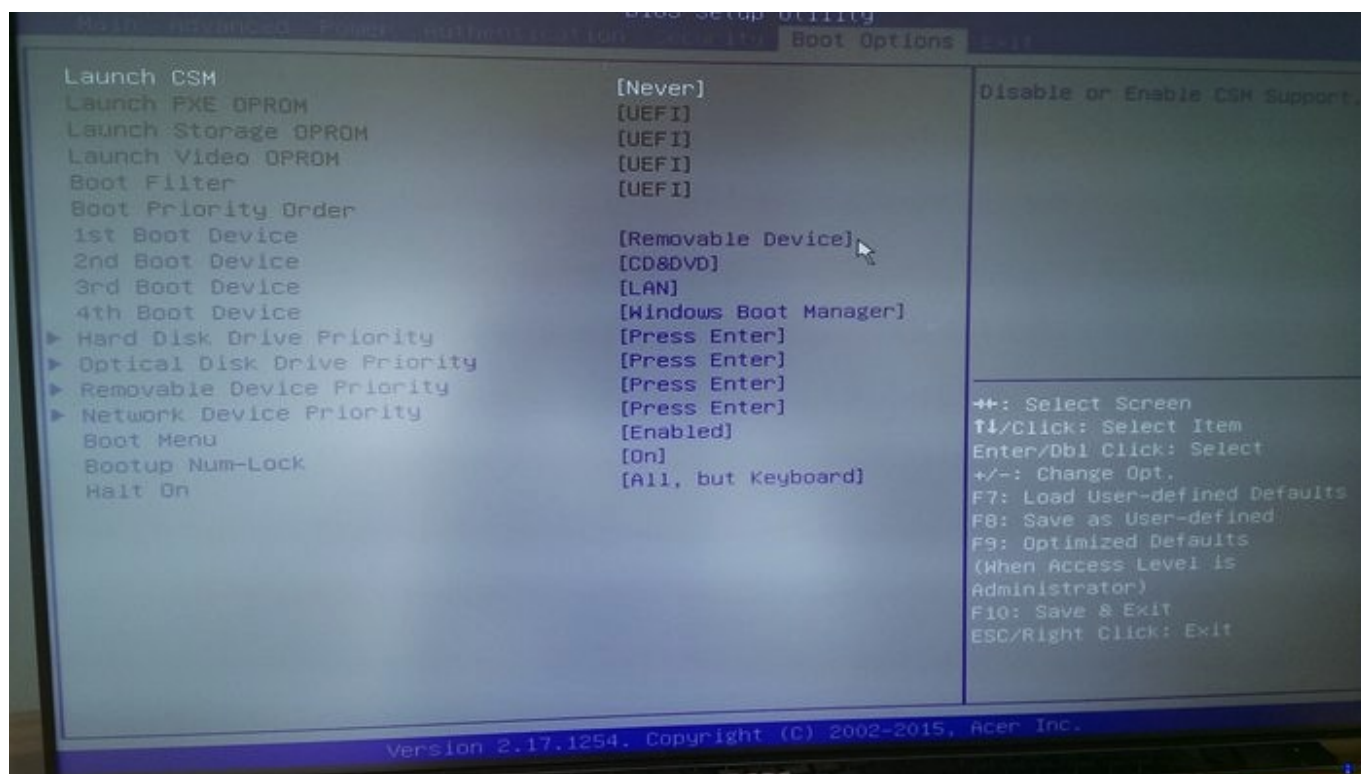 Bios Setup Utility
Main Advanced Power Authentication Security Boot Options Exit
Launch CSM [Never]
Launch PXE OPROM [UEFI]
Launch Storage OPROM [UEFI]
Launch Video OPROM [UEFI]
Boot Filter [UEFI]
Boot Priority Order
1st Boot Device [Removable Device]
2nd Boot Device [CD&DVD]
3rd Boot Device [LAN]
4th Boot Device [Windows Boot Manager]
Hard Disk Drive Priority [Press Enter]
Optical Disk Drive Priority [Press Enter]
Removable Device Priority [Press Enter]
Network Device Priority [Press Enter]
Boot Menu [Enabled]
Bootup Num-Lock [On]
Halt On [All, but Keyboard]
Disable or Enable CSM Support.
→←: Select Screen
↑↓/Click: Select Item
Enter/Dbl Click: Select
+/-: Change Opt.
F7: Load User-defined Defaults
F8: Save as User-defined
F9: Optimized Defaults
(When Access Level is
Administrator)
F10: Save & Exit
ESC/Right Click: Exit
Version 2.17.1254. Copyright (C) 2002-2015, Acer Inc.